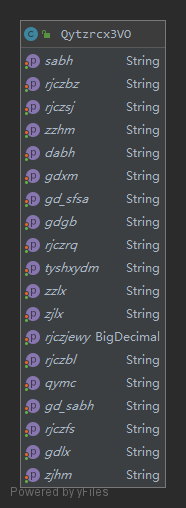 C Qytzrcx3VO
p sabh String
p rjczbz String
p rjczsj String
p zzhm String
p dabh String
p gdxm String
p gd_sfsa String
p gdgb String
p rjczrq String
p tyshxydm String
p zzlx String
p zjlx String
p rjczjewy BigDecimal
p rjczbl String
p qymc String
p gd_sabh String
p rjczfs String
p gdlx String
p zjhm String
Powered by yFiles